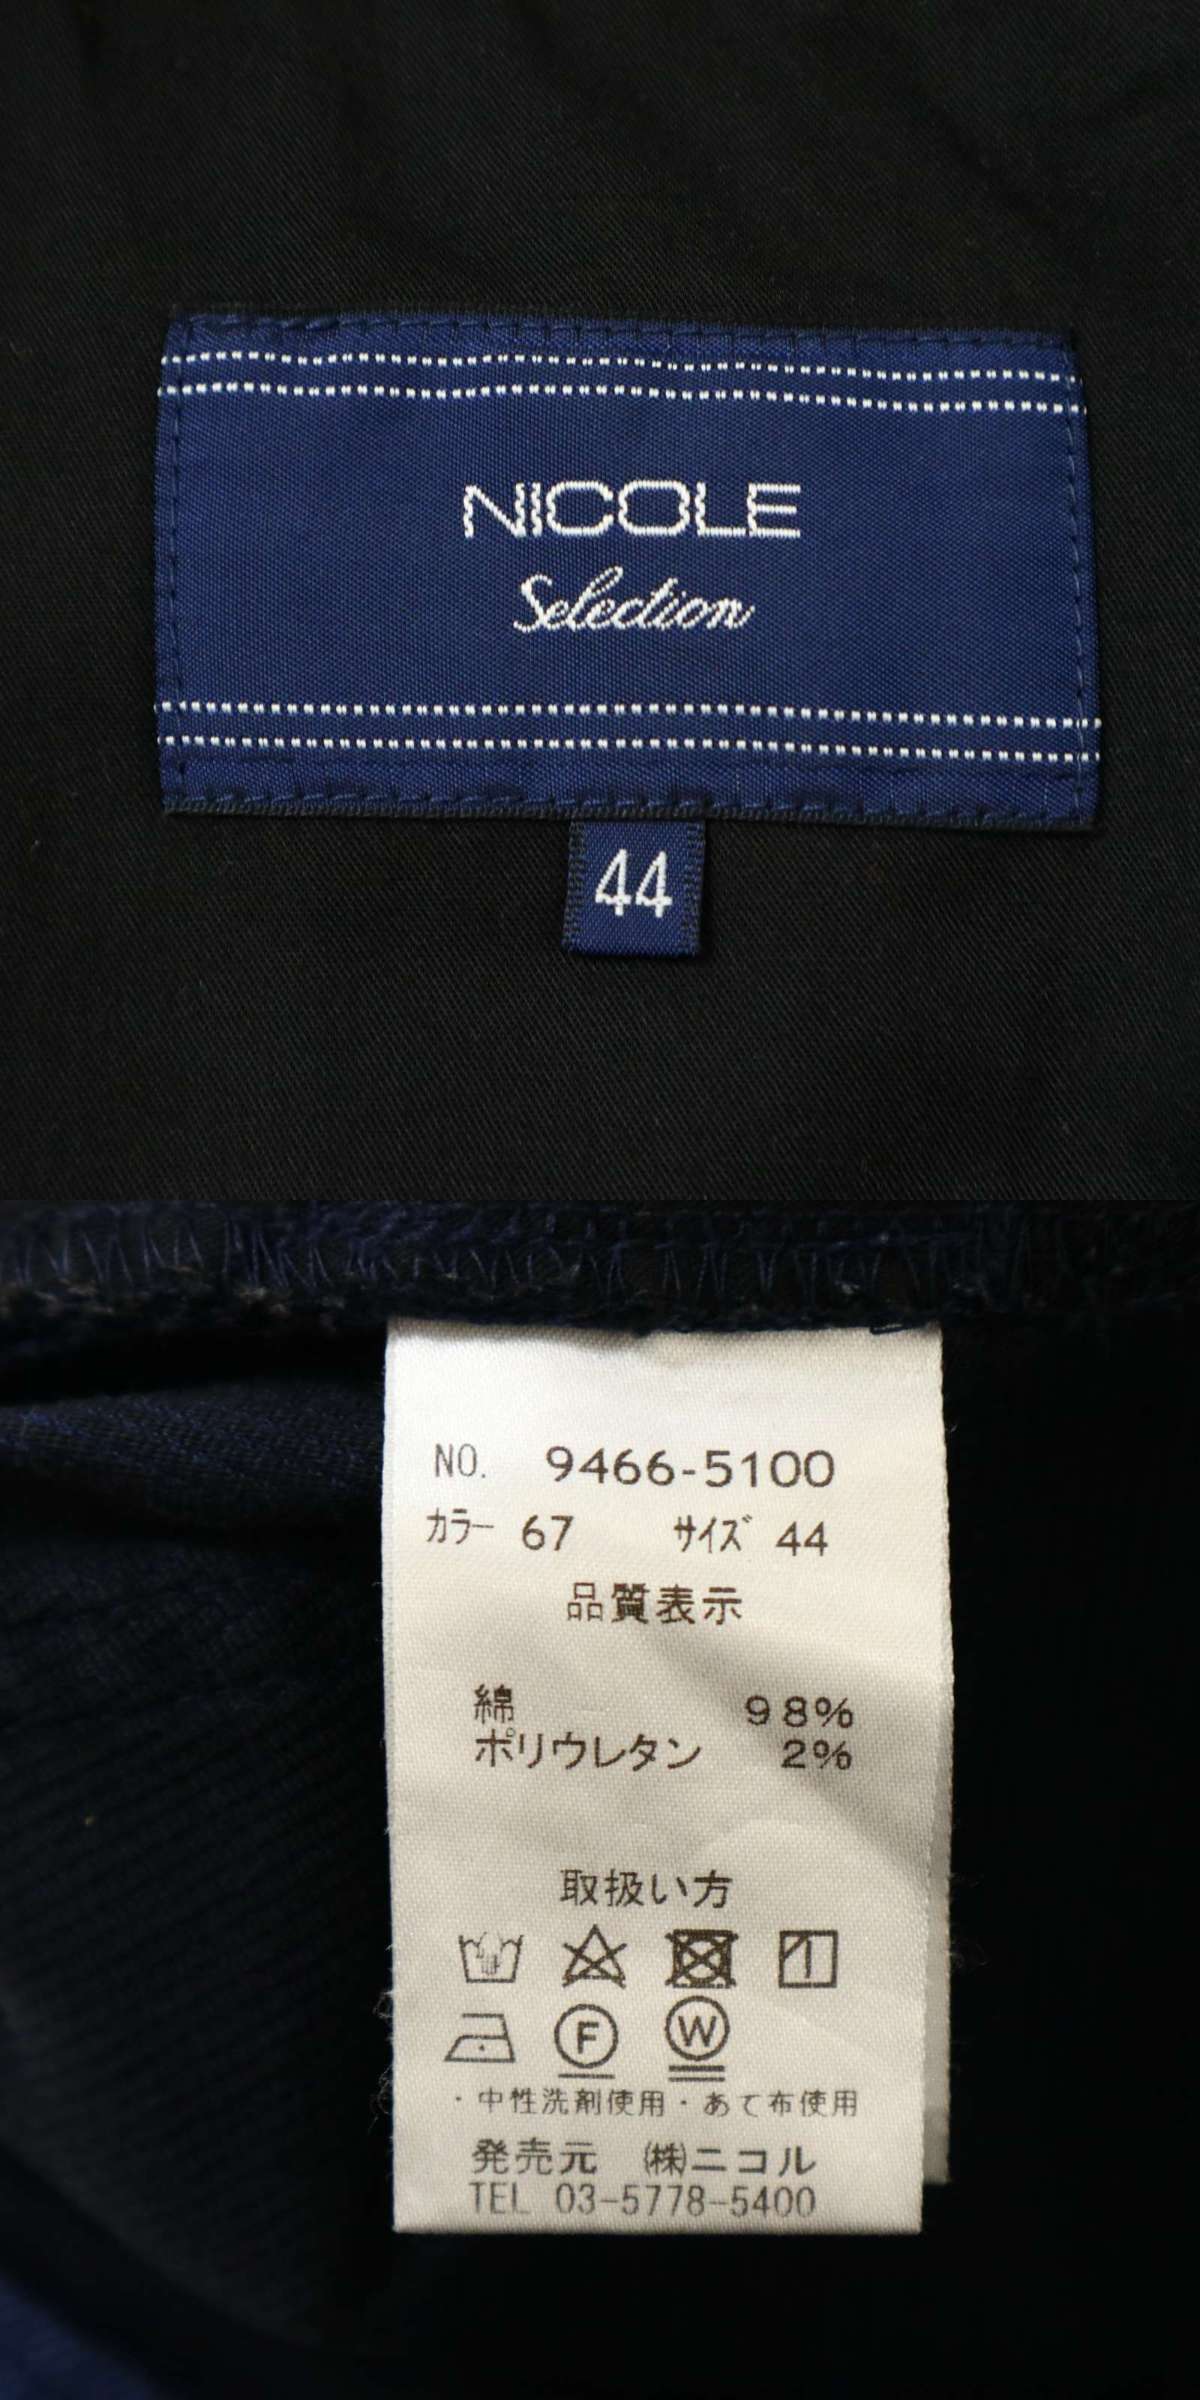 NICOLE
Selection
44
NO. 9466-5100
カラー 67 サイズ 44
品質表示
綿 98%
ポリウレタン 2%
取扱い方
F W
・中性洗剤使用・あて布使用
発売元 ㈱ニコル
TEL 03-5778-5400